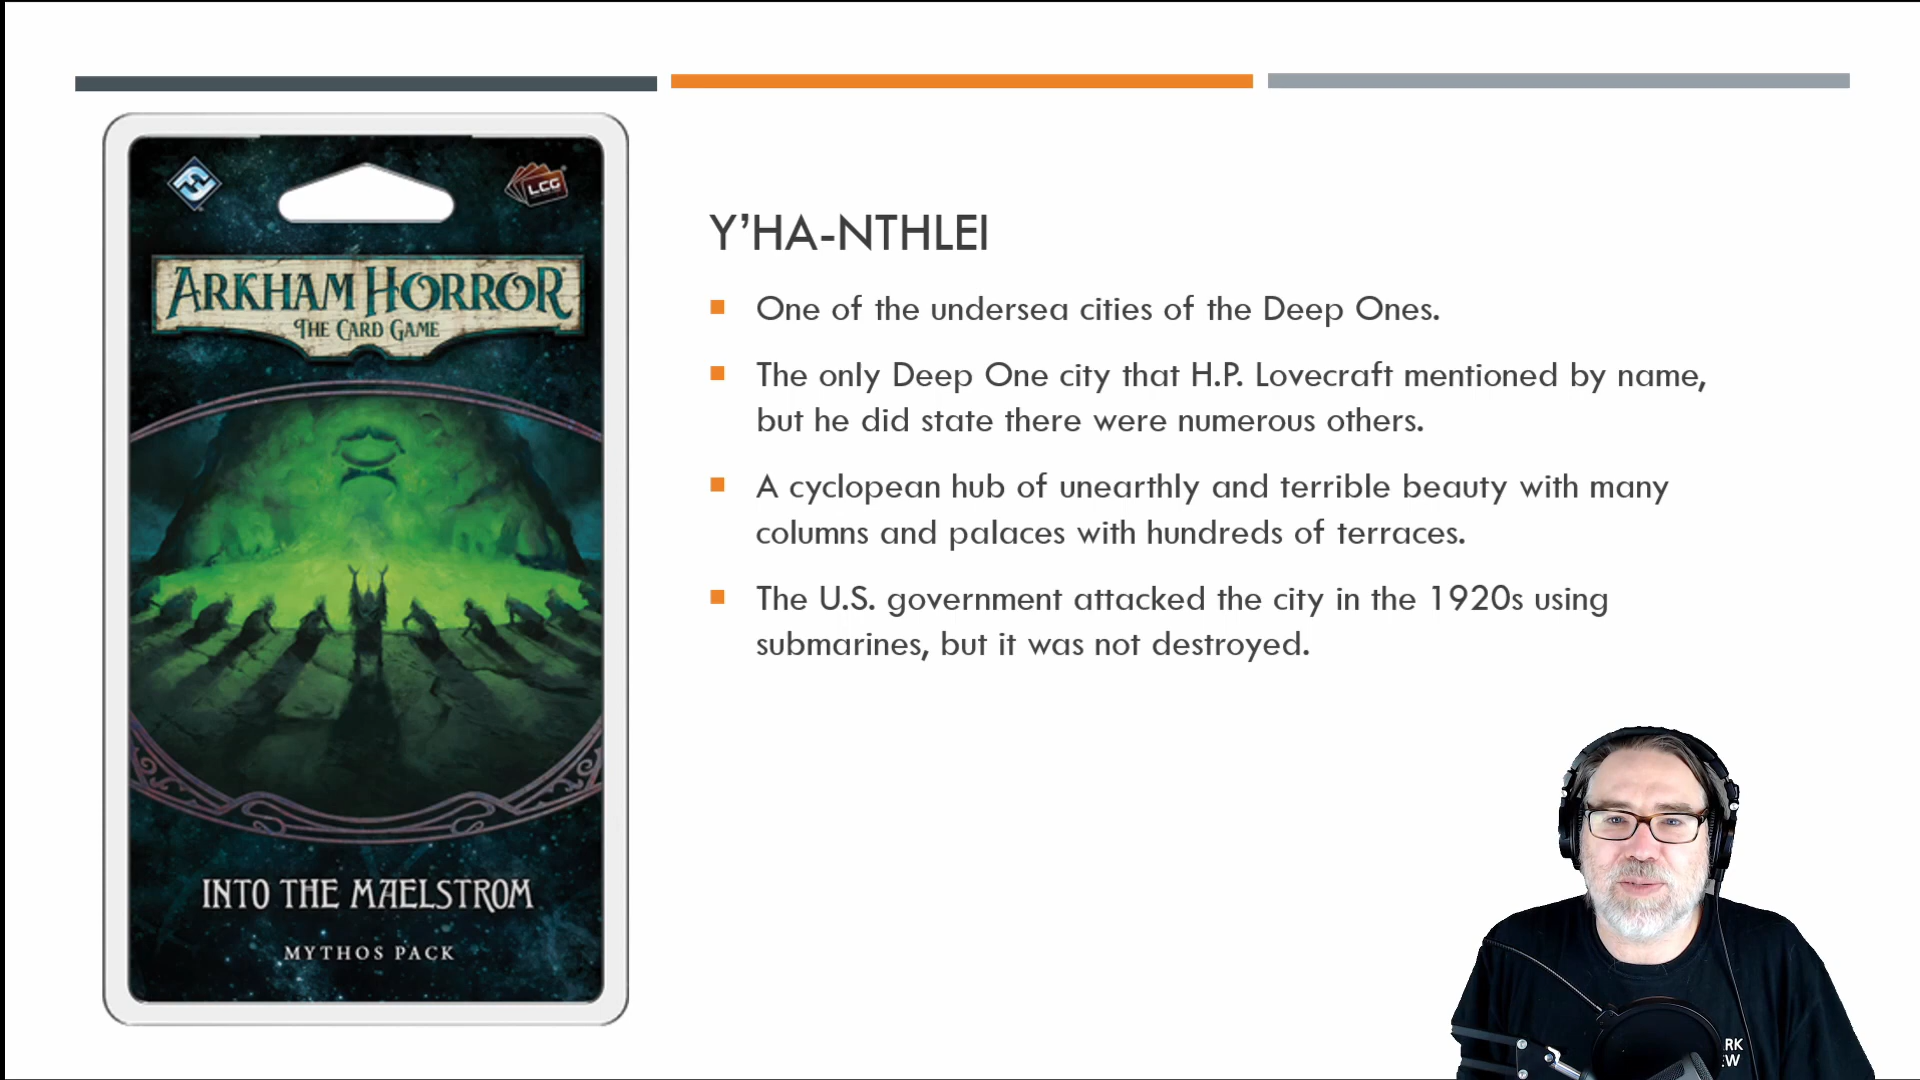 LCG
ARKHAM HORROR
THE CARD GAME
INTO THE MAELSTROM
MYTHOS PACK
Y’HA-NTHLEI
One of the undersea cities of the Deep Ones.
The only Deep One city that H.P. Lovecraft mentioned by name,
but he did state there were numerous others.
A cyclopean hub of unearthly and terrible beauty with many
columns and palaces with hundreds of terraces.
The U.S. government attacked the city in the 1920s using
submarines, but it was not destroyed.